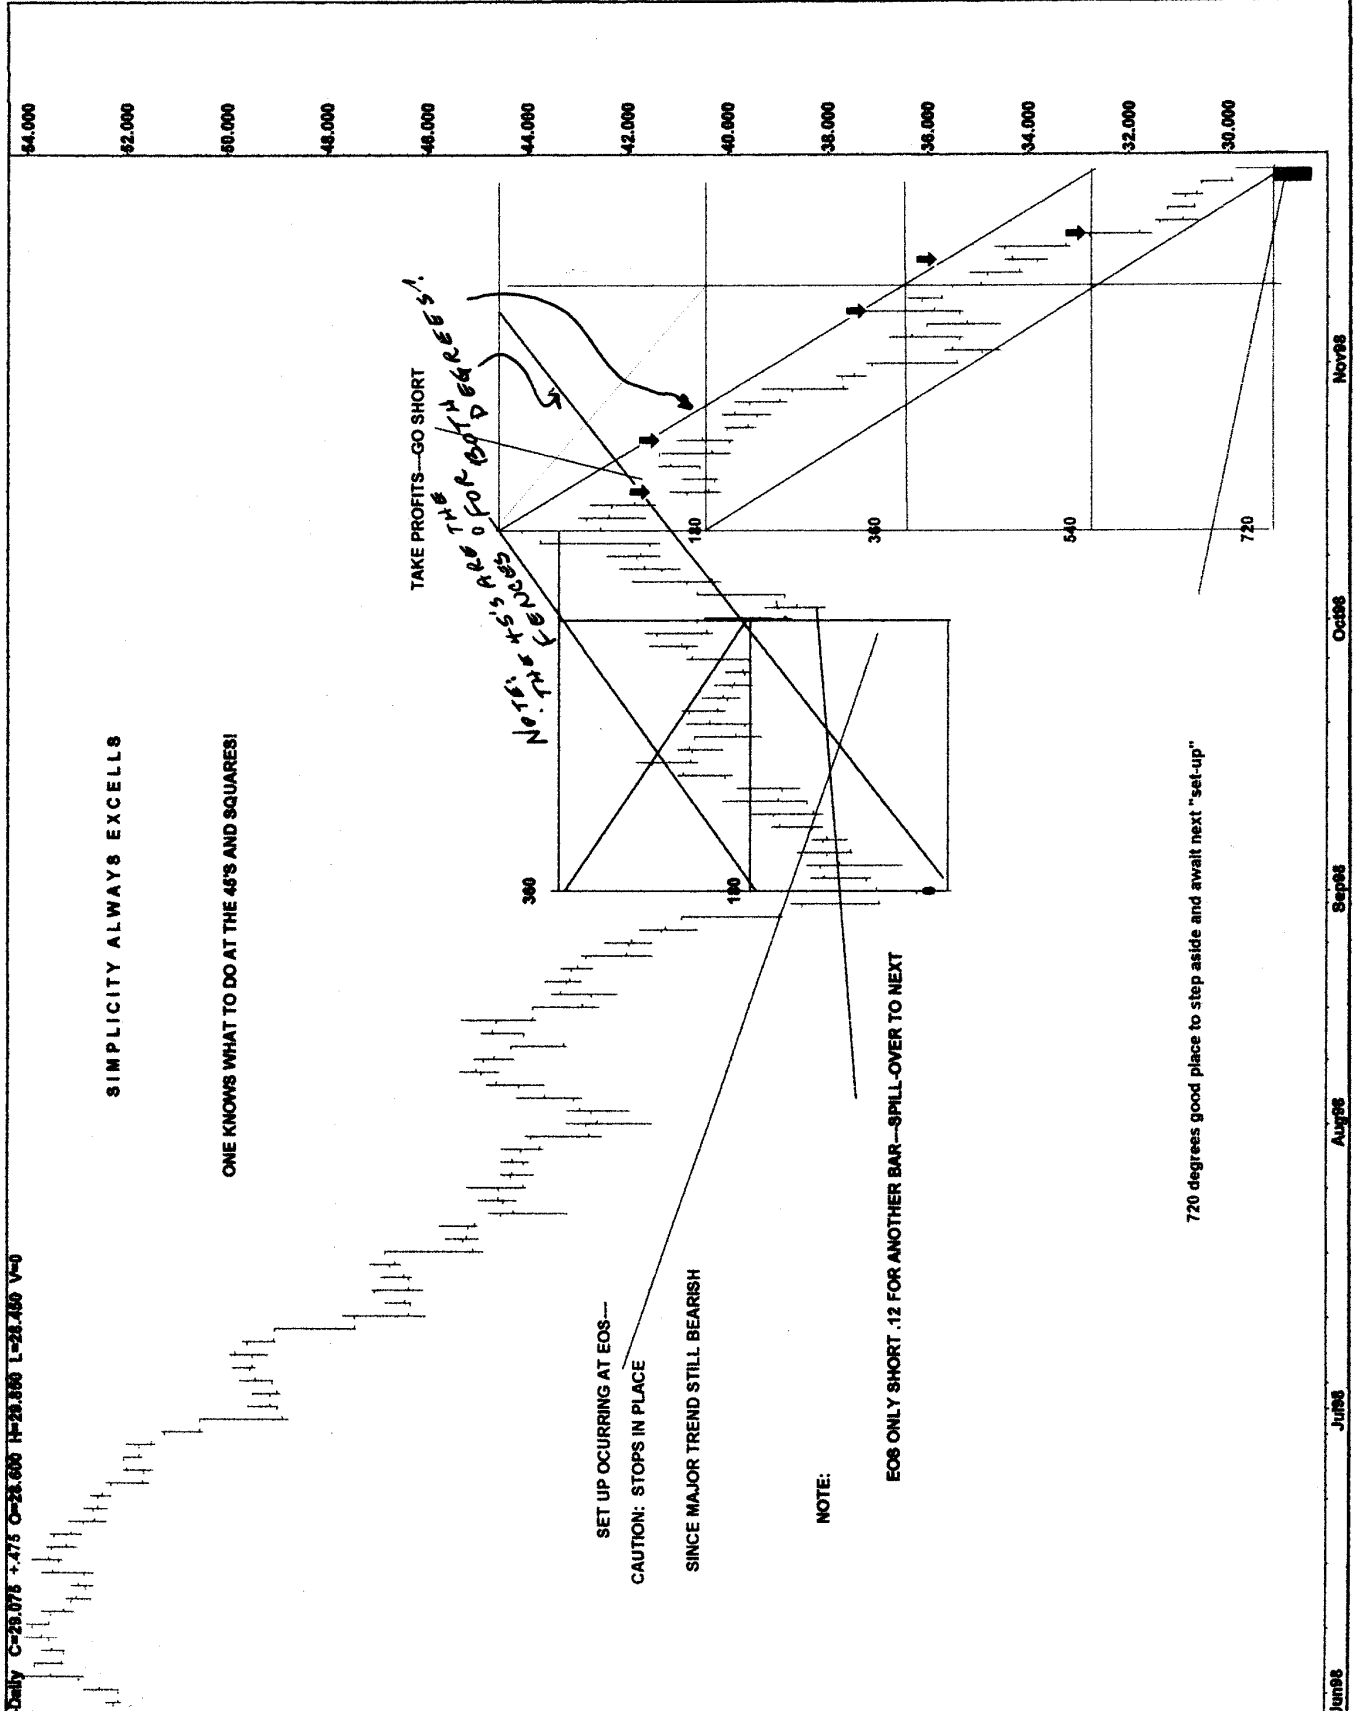 Daily C=29.075 +.475 O=28.600 H=29.850 L=28.450 V=0
SIMPLICITY ALWAYS EXCELLS
ONE KNOWS WHAT TO DO AT THE 45'S AND SQUARES!
TAKE PROFITS---GO SHORT
NOTE:
THE 45'S ARE THE
FENCES FOR BOTH
DEGREES!
54.000
52.000
50.000
48.000
46.000
44.000
42.000
40.000
38.000
36.000
34.000
32.000
30.000
360
180
0
0
180
360
540
720
SET UP OCURRING AT EOS---
CAUTION: STOPS IN PLACE
SINCE MAJOR TREND STILL BEARISH
NOTE:
EOS ONLY SHORT .12 FOR ANOTHER BAR---SPILL-OVER TO NEXT
720 degrees good place to step aside and await next "set-up"
Jun98
Jul98
Aug98
Sep98
Oct98
Nov98